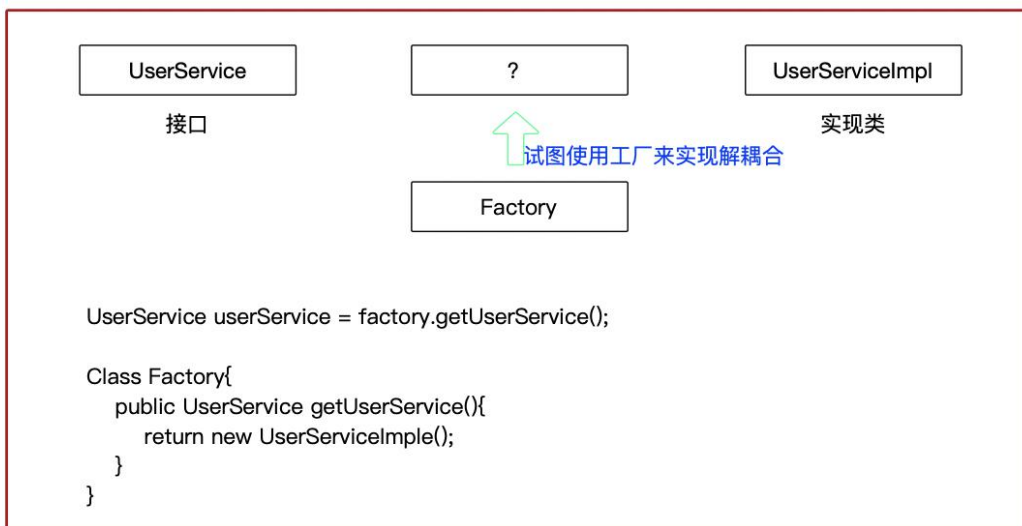 UserService
?
UserServiceImpl
接口
实现类
试图使用工厂来实现解耦合
Factory
UserService userService = factory.getUserService();
Class Factory{
public UserService getUserService(){
return new UserServiceImple();
}
}